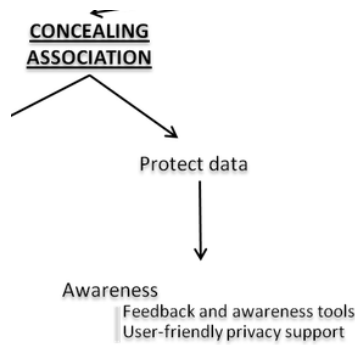 CONCEALING
ASSOCIATION
Protect data
Awareness
Feedback and awareness tools
User-friendly privacy support